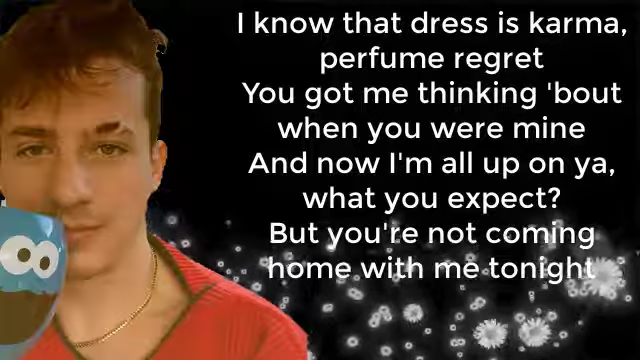 I know that dress is karma,
perfume regret
You got me thinking 'bout
when you were mine
And now I'm all up on ya,
what you expect?
But you're not coming
home with me tonight